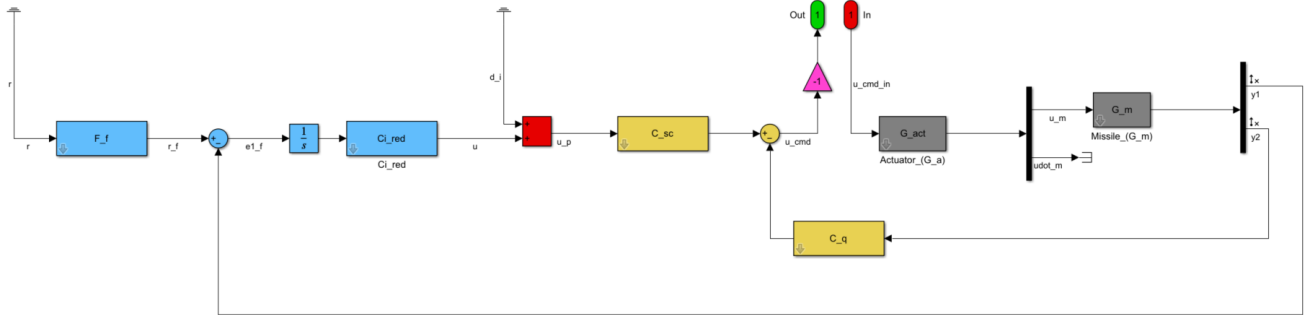 Out
1
1
In
r
d_i
-1
u_cmd_in
y1
F_f
r
r_f
+
-
e1_f
1
s
Ci_red
Ci_red
u
+
+
u_p
C_sc
+
-
u_cmd
G_act
Actuator_(G_a)
u_m
G_m
Missile_(G_m)
y2
udot_m
C_q